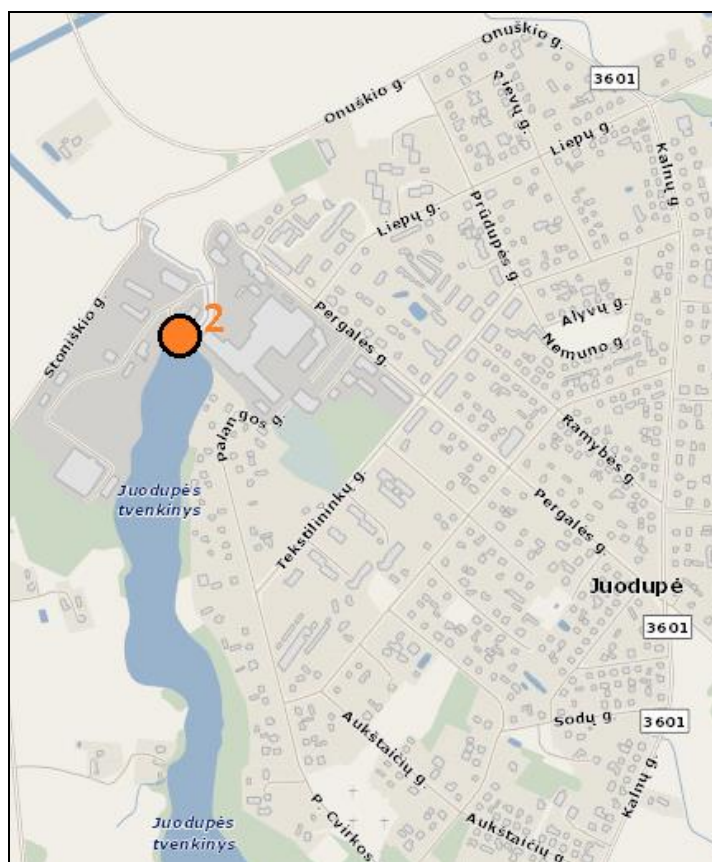 Onuškio g.
3601
Onuškio g.
Pievų g.
Liepų g.
Kalnų g
Liepų g.
Prūdupės g
Stoniškio g.
2
Pergalės g.
Alyvų g.
Nemuno g
Palangos g.
Ramybės g
Juodupės
tvenkinys
Tekstilininkų g.
Pergalės g.
Juodupė
3601
Sodų g
3601
Aukštaičių g.
Kalnų g.
P. Cvirkos
Juodupės
tvenkinys
Aukštaičių g.